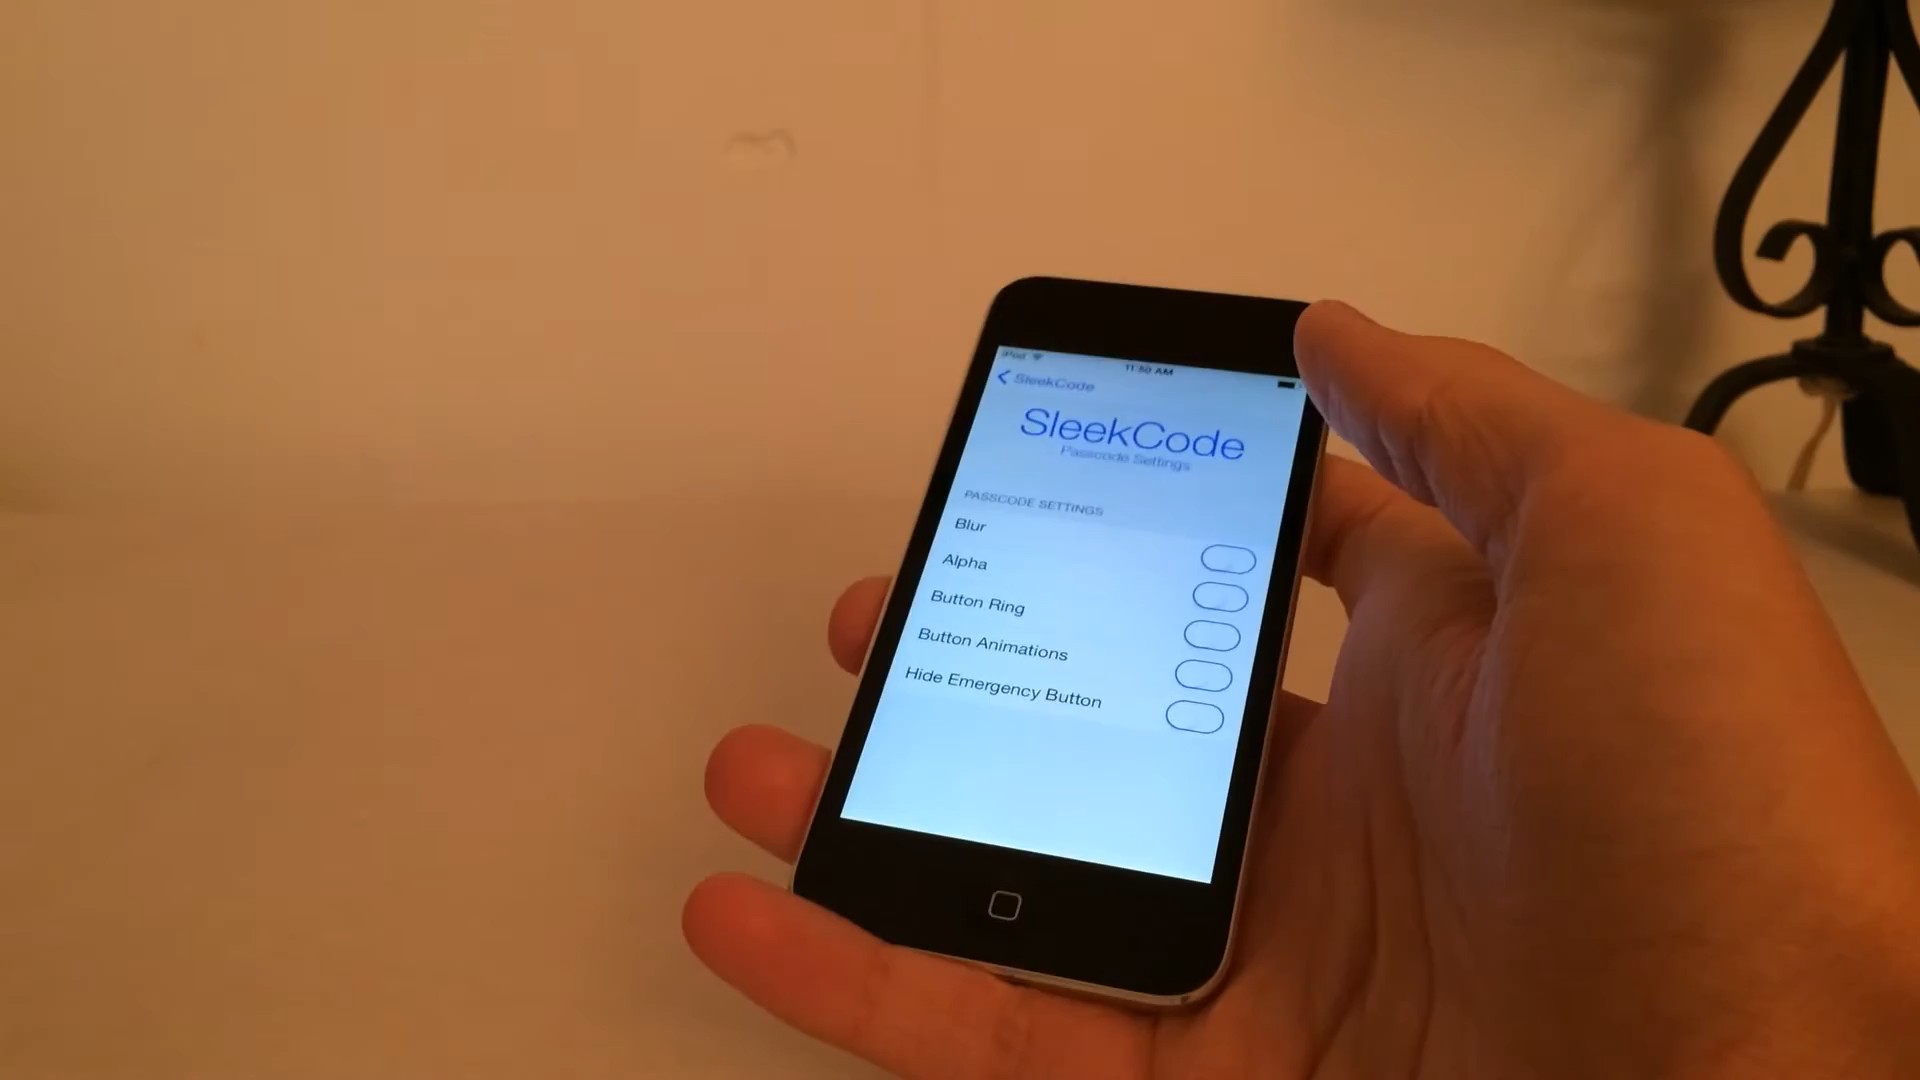 iPod
11:50 AM
SleekCode
SleekCode
Passcode Settings
PASSCODE SETTINGS
Blur
Alpha
Button Ring
Button Animations
Hide Emergency Button